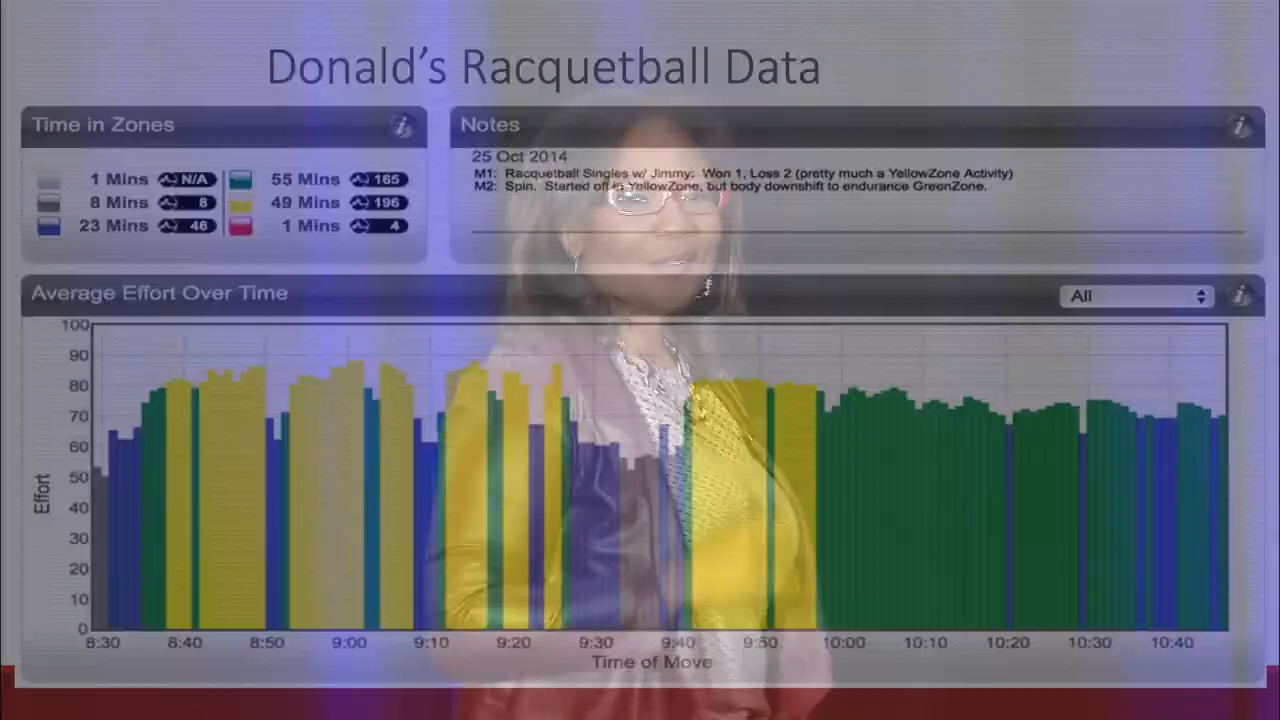 Donald's Racquetball Data
Time in Zones
1 Mins N/A 55 Mins 165
8 Mins 8 49 Mins 196
23 Mins 46 1 Mins 4
Notes
25 Oct 2014
M1: Racquetball Singles w/ Jimmy: Won 1, Loss 2 (pretty much a YellowZone Activity)
M2: Spin. Started off in YellowZone, but body downshift to endurance GreenZone.
Average Effort Over Time
All
100
90
80
70
60
50
40
30
20
10
0
Effort
8:30 8:40 8:50 9:00 9:10 9:20 9:30 9:40 9:50 10:00 10:10 10:20 10:30 10:40
Time of Move